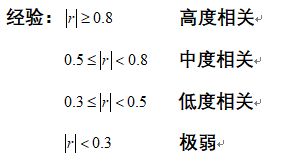 经验：|r| ≥ 0.8 高度相关
0.5 ≤ |r| < 0.8 中度相关
0.3 ≤ |r| < 0.5 低度相关
|r| < 0.3 极弱